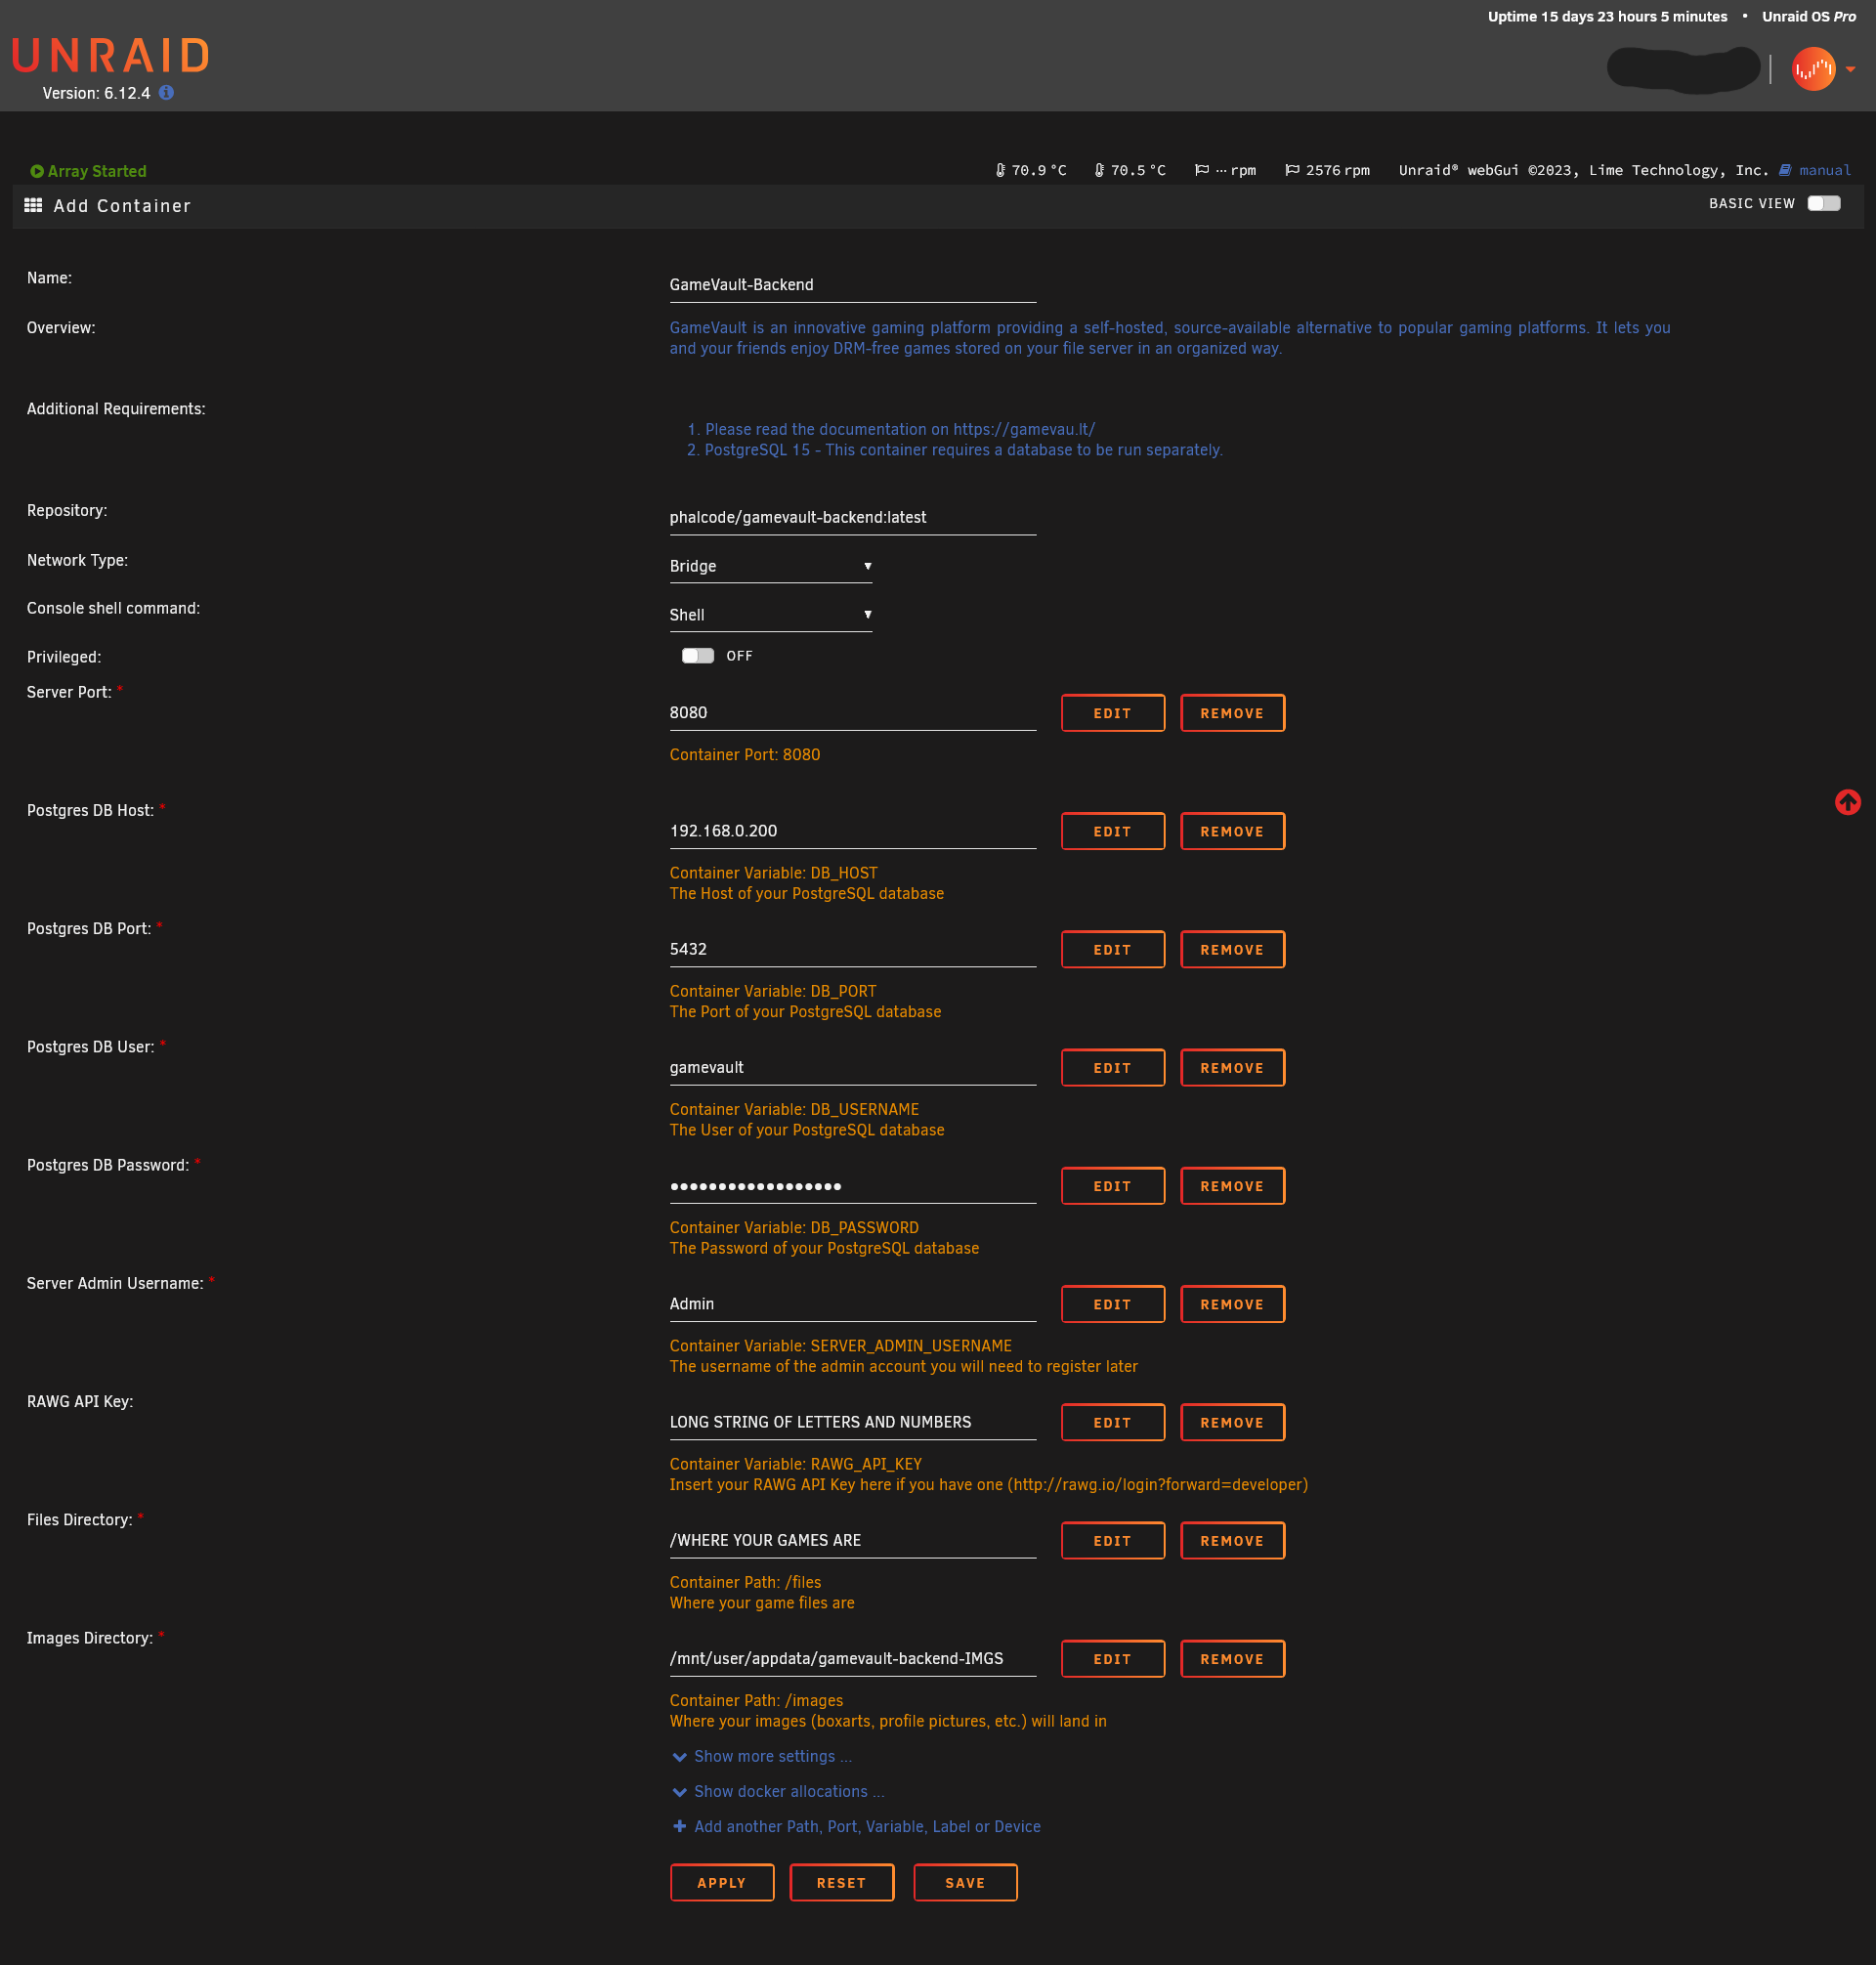 Uptime 15 days 23 hours 5 minutes • Unraid OS Pro
UNRAID
Version: 6.12.4
Array Started
70.9 °C 70.5 °C ··· rpm 2576 rpm Unraid® webGui ©2023, Lime Technology, Inc. manual
Add Container
BASIC VIEW
Name:
GameVault-Backend
Overview:
GameVault is an innovative gaming platform providing a self-hosted, source-available alternative to popular gaming platforms. It lets you
and your friends enjoy DRM-free games stored on your file server in an organized way.
Additional Requirements:
1. Please read the documentation on https://gamevau.lt/
2. PostgreSQL 15 - This container requires a database to be run separately.
Repository:
phalcode/gamevault-backend:latest
Network Type:
Bridge
Console shell command:
Shell
Privileged:
OFF
Server Port: *
8080 EDIT REMOVE
Container Port: 8080
Postgres DB Host: *
192.168.0.200 EDIT REMOVE
Container Variable: DB_HOST
The Host of your PostgreSQL database
Postgres DB Port: *
5432 EDIT REMOVE
Container Variable: DB_PORT
The Port of your PostgreSQL database
Postgres DB User: *
gamevault EDIT REMOVE
Container Variable: DB_USERNAME
The User of your PostgreSQL database
Postgres DB Password: *
•••••••••••••••••• EDIT REMOVE
Container Variable: DB_PASSWORD
The Password of your PostgreSQL database
Server Admin Username: *
Admin EDIT REMOVE
Container Variable: SERVER_ADMIN_USERNAME
The username of the admin account you will need to register later
RAWG API Key:
LONG STRING OF LETTERS AND NUMBERS EDIT REMOVE
Container Variable: RAWG_API_KEY
Insert your RAWG API Key here if you have one (http://rawg.io/login?forward=developer)
Files Directory: *
/WHERE YOUR GAMES ARE EDIT REMOVE
Container Path: /files
Where your game files are
Images Directory: *
/mnt/user/appdata/gamevault-backend-IMGS EDIT REMOVE
Container Path: /images
Where your images (boxarts, profile pictures, etc.) will land in
Show more settings ...
Show docker allocations ...
Add another Path, Port, Variable, Label or Device
APPLY RESET SAVE